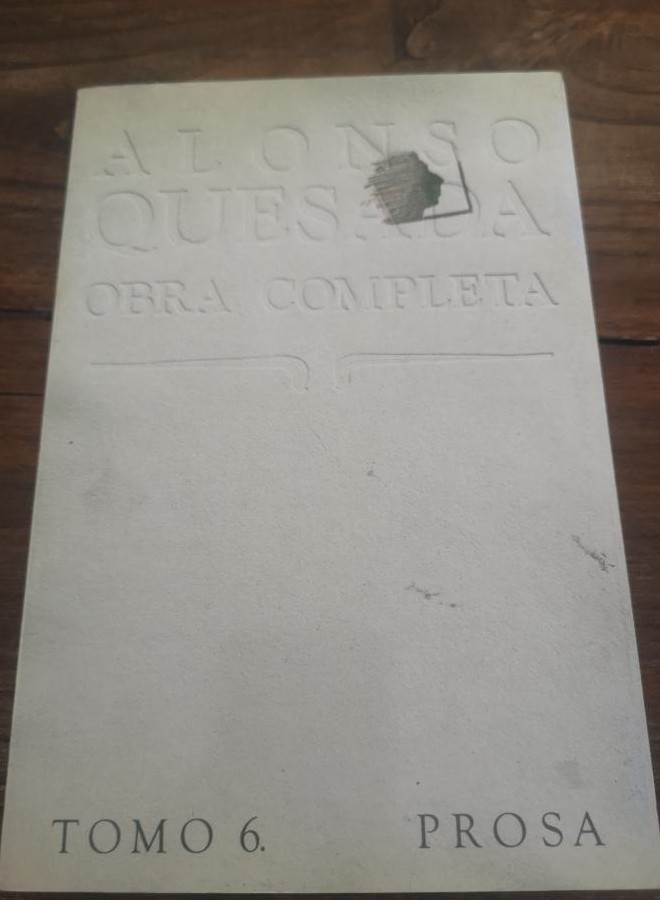 ALONSO
QUESADA
OBRA COMPLETA
TOMO 6. PROSA